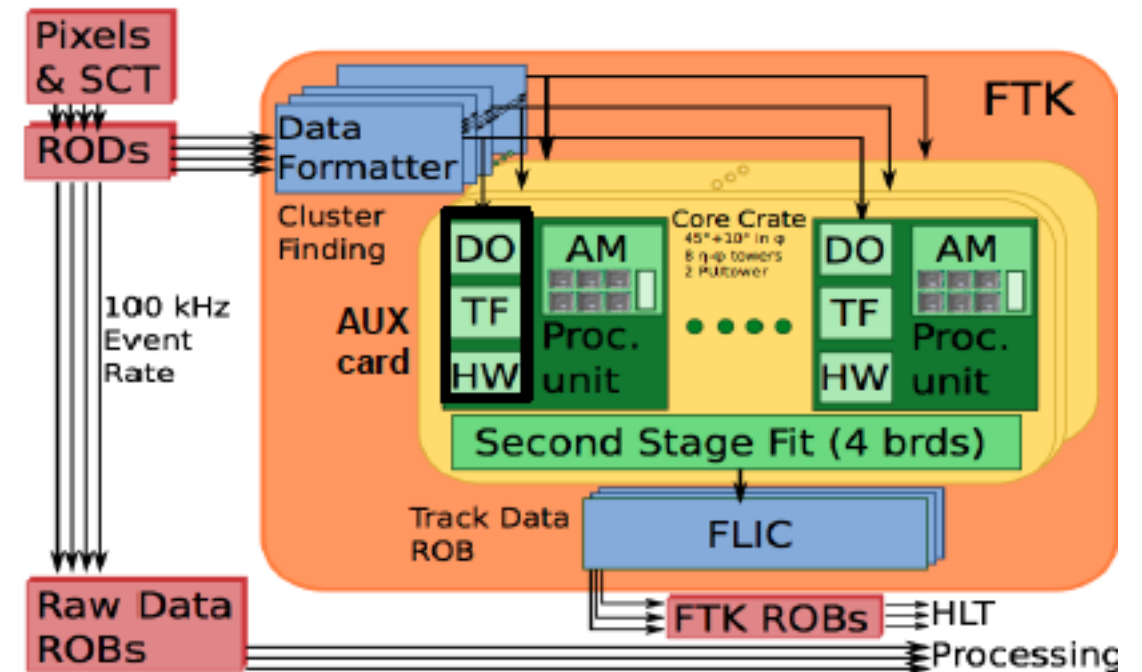 Pixels
& SCT
RODs
100 kHz
Event
Rate
Raw Data
ROBs
FTK
Data
Formatter
Cluster
Finding
AUX
card
DO
TF
HW
AM
Proc.
unit
Core Crate
45°+10° in φ
8 η-φ towers
2 PU/tower
DO
TF
HW
AM
Proc.
unit
Second Stage Fit (4 brds)
Track Data
ROB
FLIC
FTK ROBs
HLT
Processing